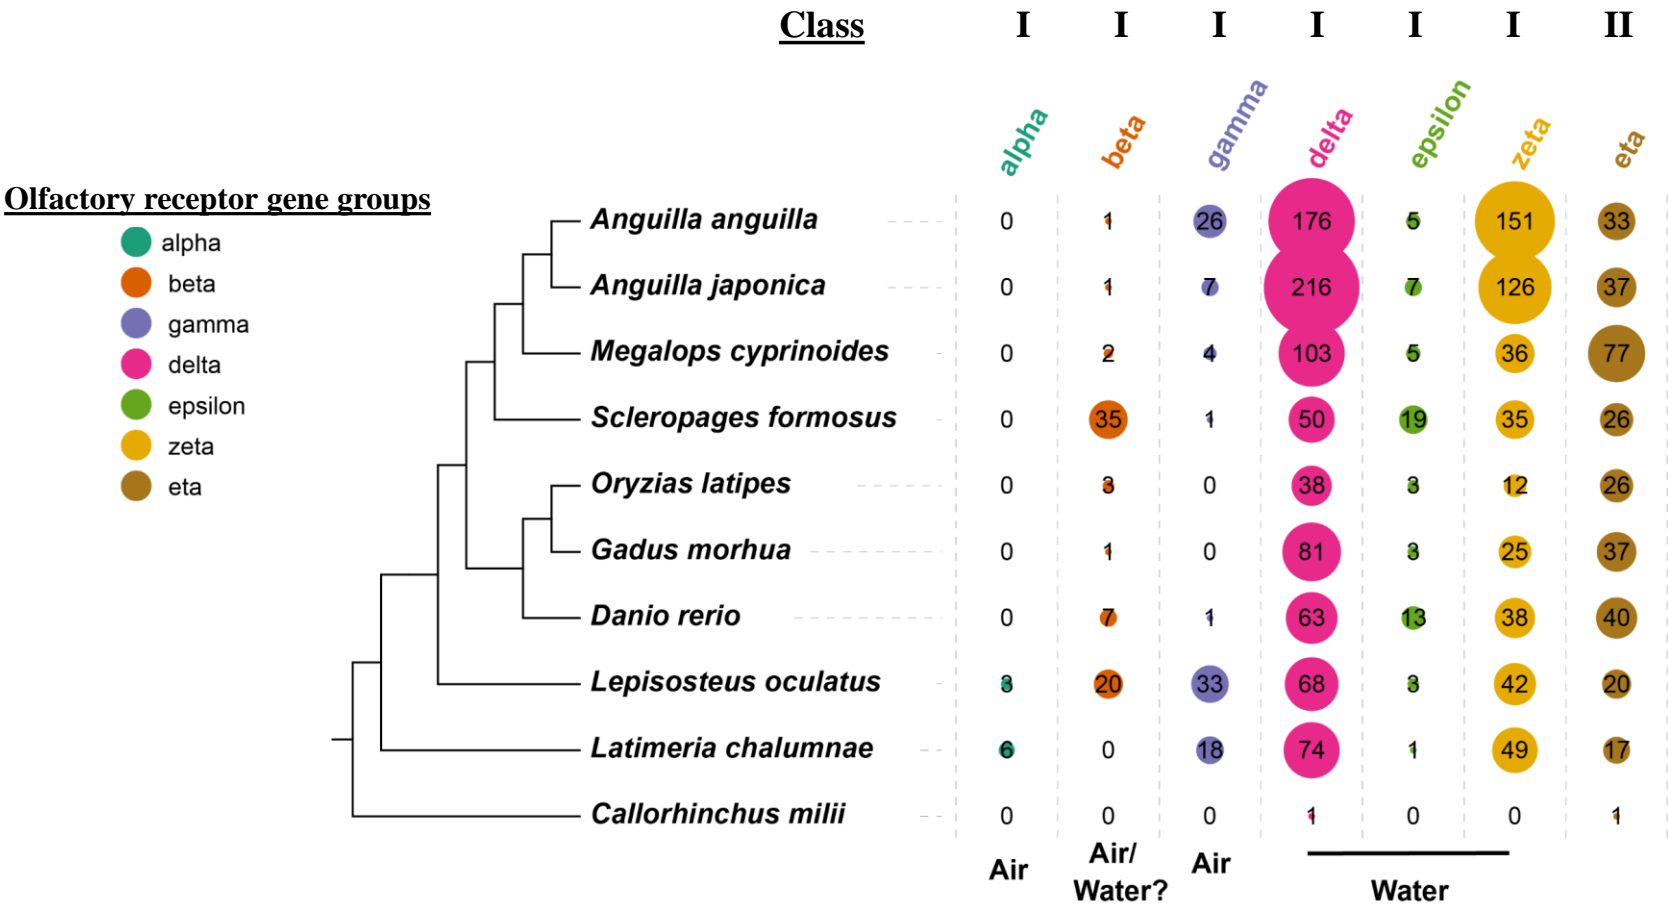 Class I I I I I I II
alpha beta gamma delta epsilon zeta eta
Olfactory receptor gene groups
alpha
beta
gamma
delta
epsilon
zeta
eta
Anguilla anguilla 0 1 26 176 5 151 33
Anguilla japonica 0 1 7 216 7 126 37
Megalops cyprinoides 0 2 4 103 5 36 77
Scleropages formosus 0 35 1 50 19 35 26
Oryzias latipes 0 3 0 38 3 12 26
Gadus morhua 0 1 0 81 3 25 37
Danio rerio 0 7 1 63 13 38 40
Lepisosteus oculatus 3 20 33 68 3 42 20
Latimeria chalumnae 6 0 18 74 1 49 17
Callorhinchus milii 0 0 0 1 0 0 1
Air Air/ Air
Water? Water